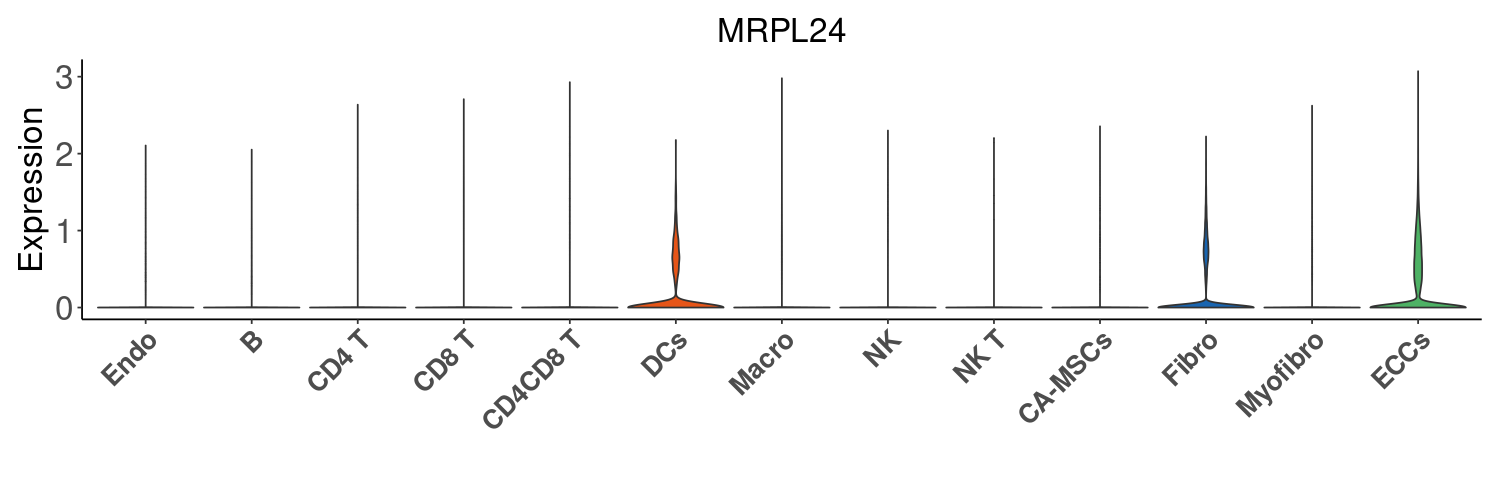 MRPL24
Expression
3
2
1
0
Endo
B
CD4 T
CD8 T
CD4CD8 T
DCs
Macro
NK
NK T
CA-MSCs
Fibro
Myofibro
ECCs